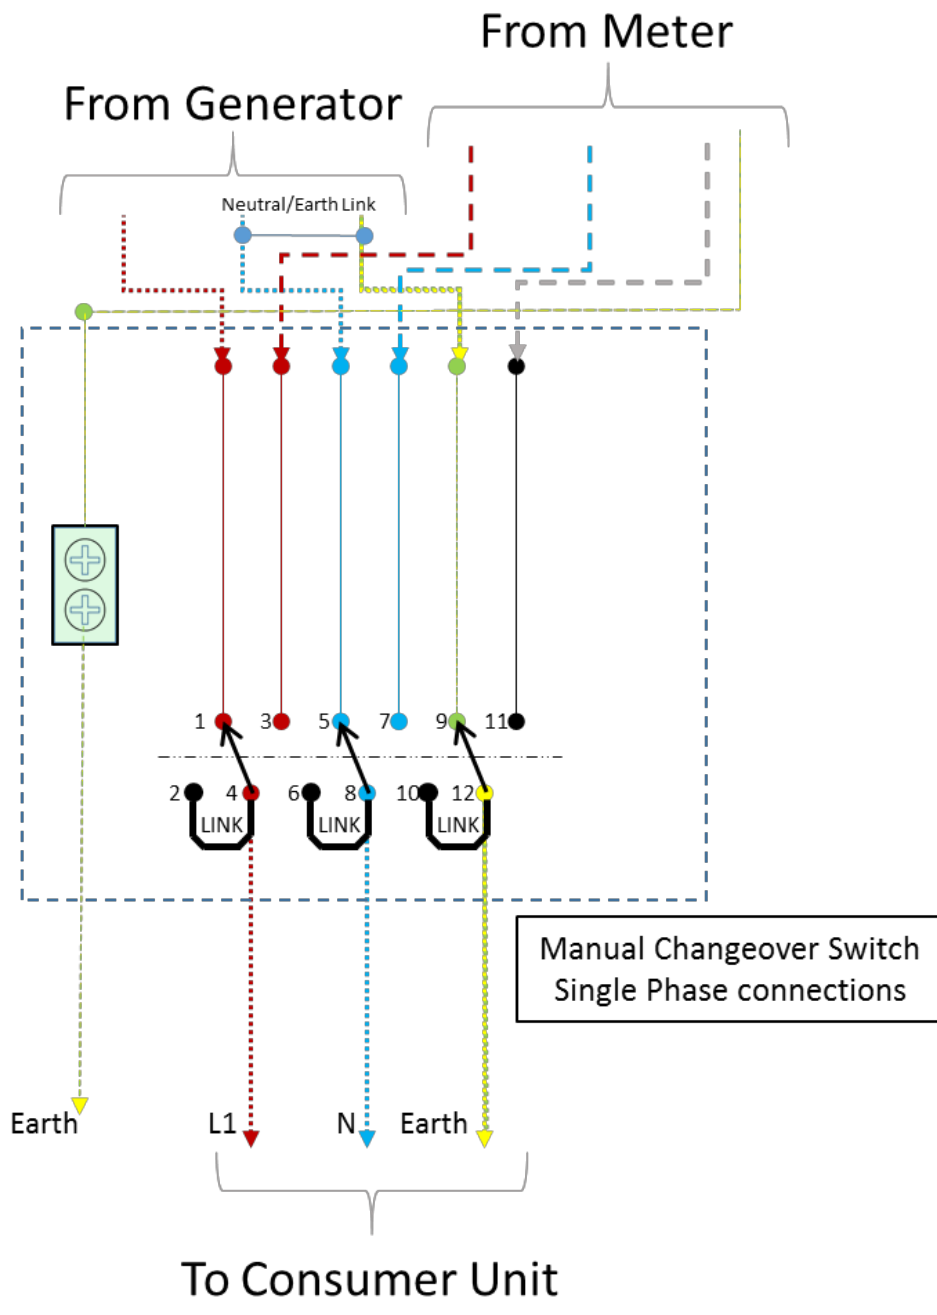 From Meter
From Generator
Neutral/Earth Link
1 3 5 7 9 11
2 4 6 8 10 12
LINK LINK LINK
Manual Changeover Switch
Single Phase connections
Earth L1 N Earth
To Consumer Unit